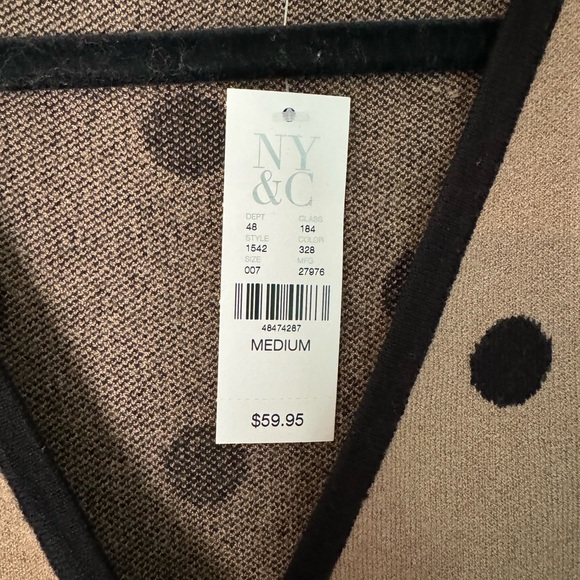 NY
&C
DEPT CLASS
48 184
STYLE COLOR
1542 328
SIZE MFG
007 27976
48474287
MEDIUM
$59.95